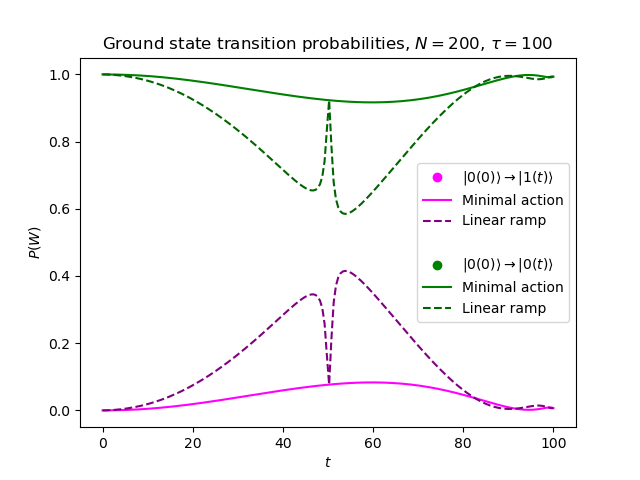 Ground state transition probabilities, N = 200, τ = 100
P(W)
1.0
0.8
0.6
0.4
0.2
0.0
|0(0)⟩→|1(t)⟩
Minimal action
Linear ramp
|0(0)⟩→|0(t)⟩
Minimal action
Linear ramp
0 20 40 60 80 100
t